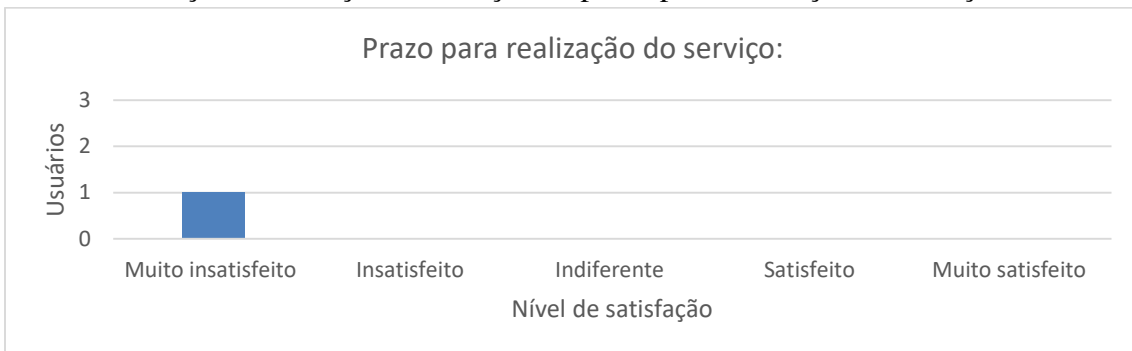 Prazo para realização do serviço:
3
2
1
0
Usuários
Muito insatisfeito Insatisfeito Indiferente Satisfeito Muito satisfeito
Nível de satisfação